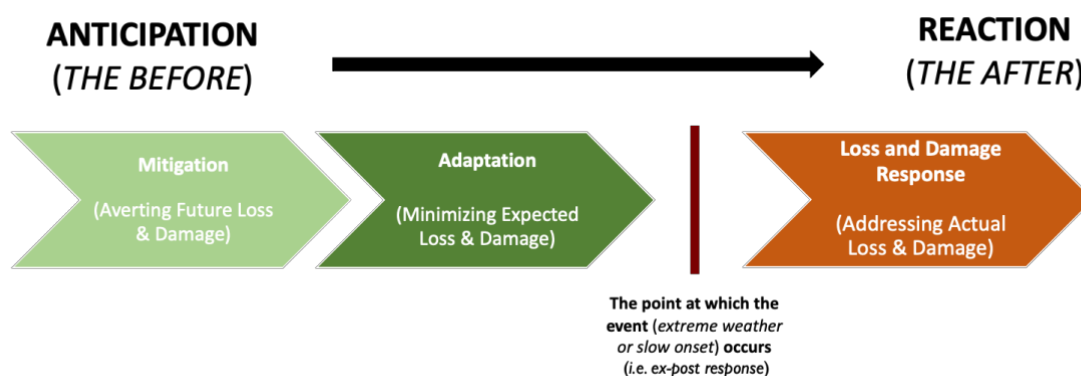 ANTICIPATION
(THE BEFORE)
REACTION
(THE AFTER)
Mitigation
(Averting Future Loss
& Damage)
Adaptation
(Minimizing Expected
Loss & Damage)
Loss and Damage
Response
(Addressing Actual
Loss & Damage)
The point at which the
event (extreme weather
or slow onset) occurs
(i.e. ex-post response)